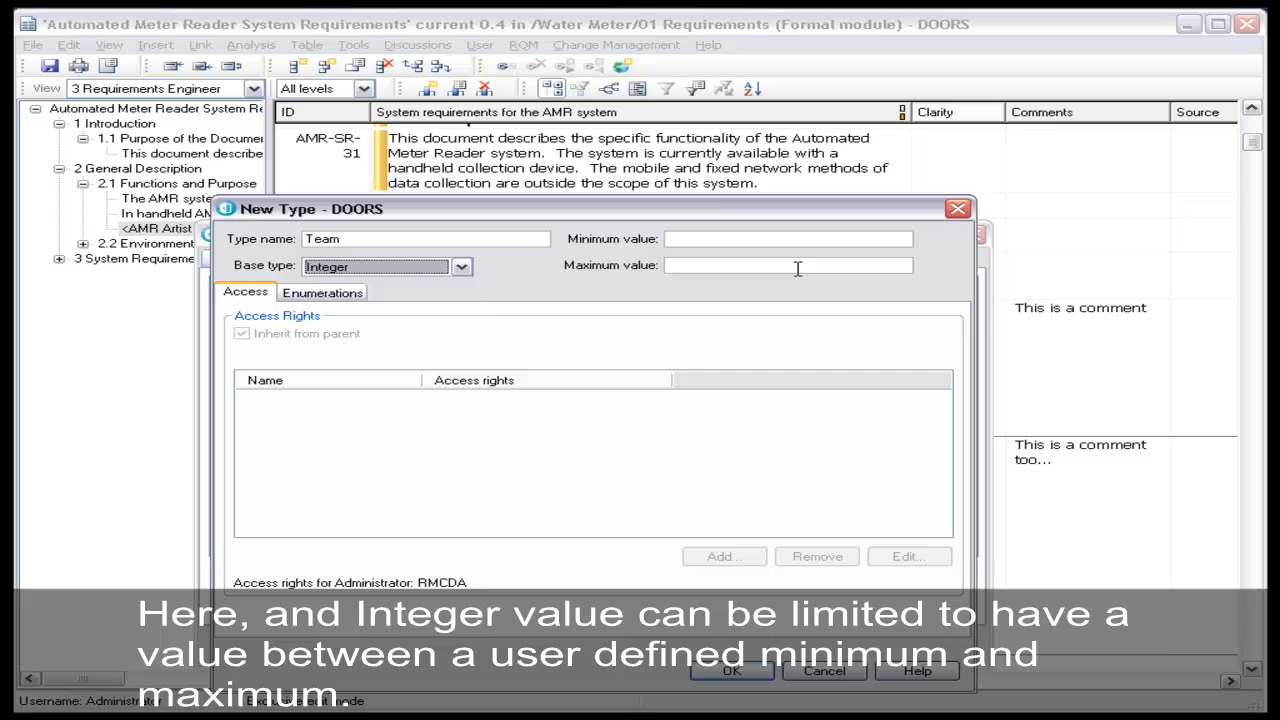 'Automated Meter Reader System Requirements' current 0.4 in /Water Meter/01 Requirements (Formal module) - DOORS
File Edit View Insert Link Analysis Table Tools Discussions User RQM Change Management Help
View 3 Requirements Engineer All levels
Automated Meter Reader System Re
1 Introduction
1.1 Purpose of the Documen
This document describe
2 General Description
2.1 Functions and Purpose
The AMR syste
In handheld AM
<AMR Artist
2.2 Environment
3 System Requireme
ID System requirements for the AMR system Clarity Comments Source
AMR-SR-31
This document describes the specific functionality of the Automated
Meter Reader system. The system is currently available with a
handheld collection device. The mobile and fixed network methods of
data collection are outside the scope of this system.
This is a comment
This is a comment
too...
New Type - DOORS
Type name: Team Minimum value:
Base type: Integer Maximum value:
Access Enumerations
Access Rights
Inherit from parent
Name Access rights
Add... Remove Edit...
Access rights for Administrator: RMCDA
OK Cancel Help
Here, and Integer value can be limited to have a
value between a user defined minimum and
maximum.
Username: Administrator Exclusive edit mode